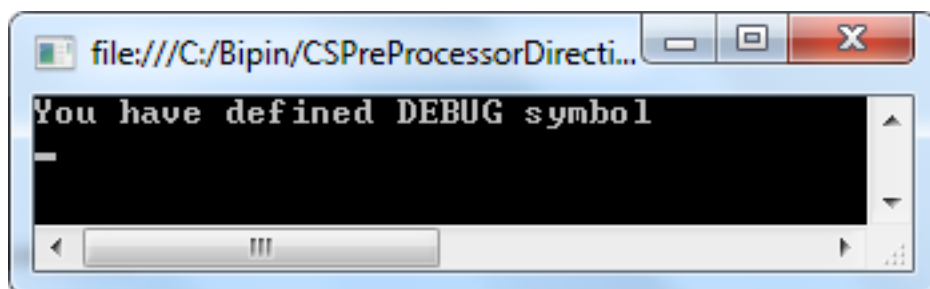 file:///C:/Bipin/CSPreProcessorDirecti...
You have defined DEBUG symbol